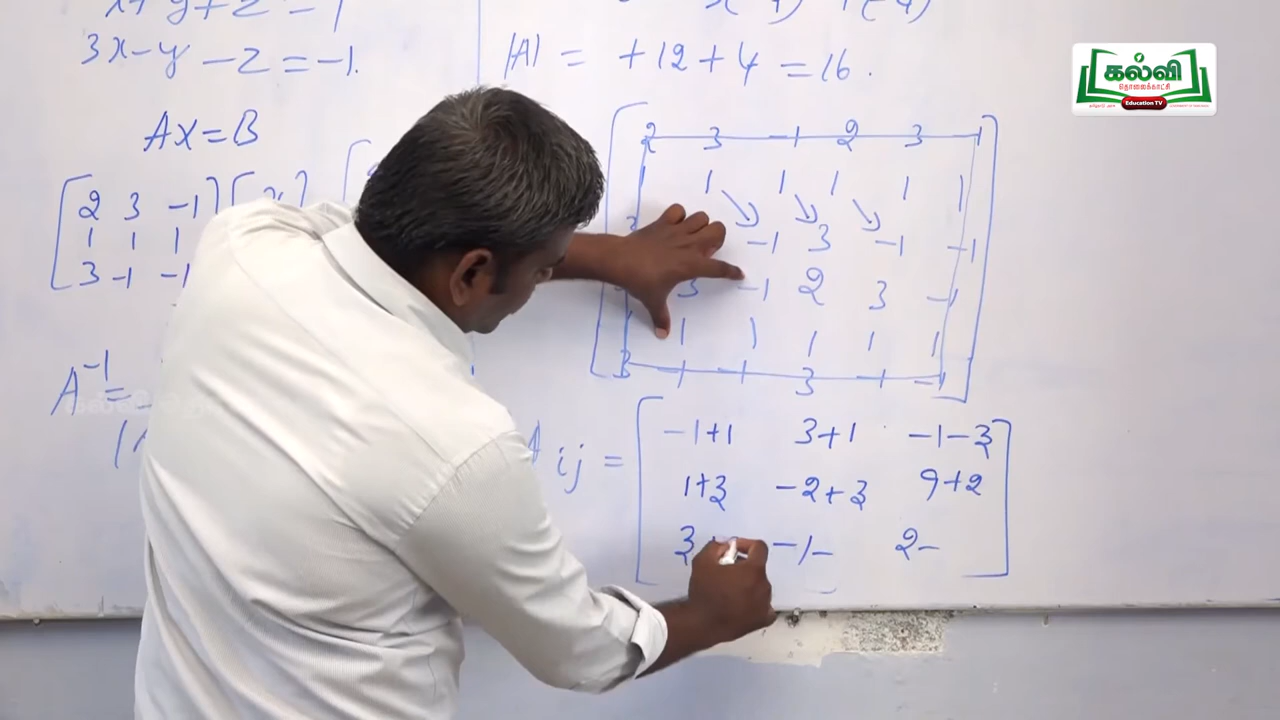 x+y+z=1
3x-y-z=-1.
AX=B
[2 3 -1] [x]
1 1 1
3 -1 -1
A⁻¹=
|A| = +12+4=16.
2 3 -1 2 3 -1
1 1 1 1 1
-1 3 -1 -1
3 -1 2 3 -1
1 1 1 1 1
3 -1 -1 3 -1 -1
A ij = [-1+1 3+1 -1-3
1+3 -2+3 9+2
3+ -1- 2-]
கல்வி
தொலைக்காட்சி
Education TV